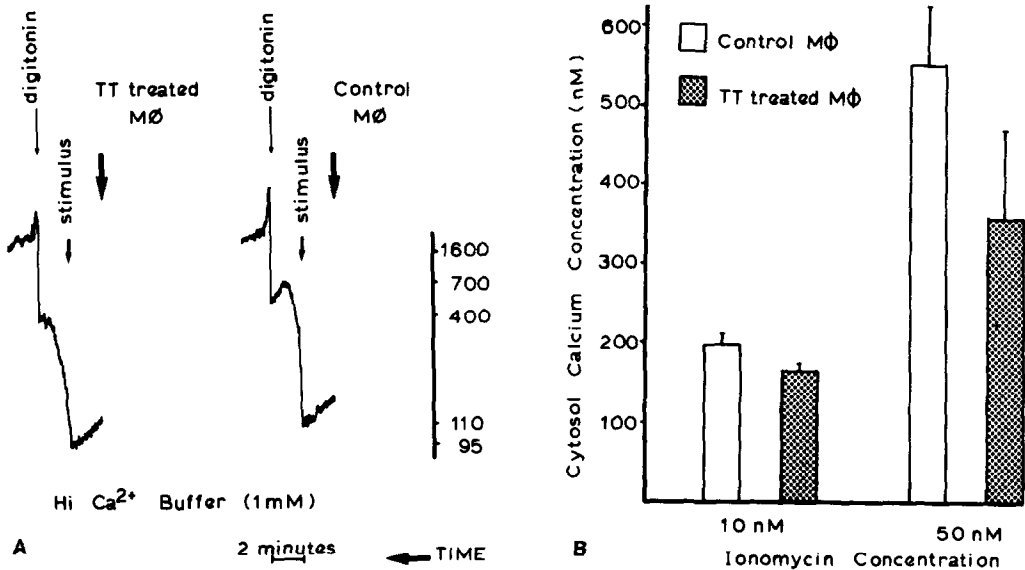 digitonin
TT treated
MØ
stimulus
digitonin
Control
MØ
stimulus
1600
700
400
110
95
Hi Ca²⁺ Buffer (1mM)
A
2 minutes
TIME
Cytosol Calcium Concentration (nM)
600
500
400
300
200
100
Control MΦ
TT treated MΦ
10 nM
50 nM
B
Ionomycin Concentration